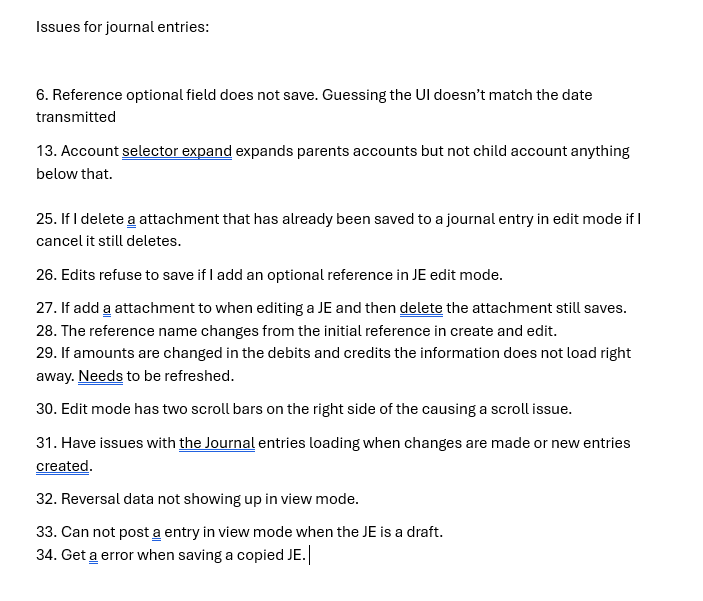 Issues for journal entries:
6. Reference optional field does not save. Guessing the UI doesn’t match the date
transmitted
13. Account selector expand expands parents accounts but not child account anything
below that.
25. If I delete a attachment that has already been saved to a journal entry in edit mode if I
cancel it still deletes.
26. Edits refuse to save if I add an optional reference in JE edit mode.
27. If add a attachment to when editing a JE and then delete the attachment still saves.
28. The reference name changes from the initial reference in create and edit.
29. If amounts are changed in the debits and credits the information does not load right
away. Needs to be refreshed.
30. Edit mode has two scroll bars on the right side of the causing a scroll issue.
31. Have issues with the Journal entries loading when changes are made or new entries
created.
32. Reversal data not showing up in view mode.
33. Can not post a entry in view mode when the JE is a draft.
34. Get a error when saving a copied JE.